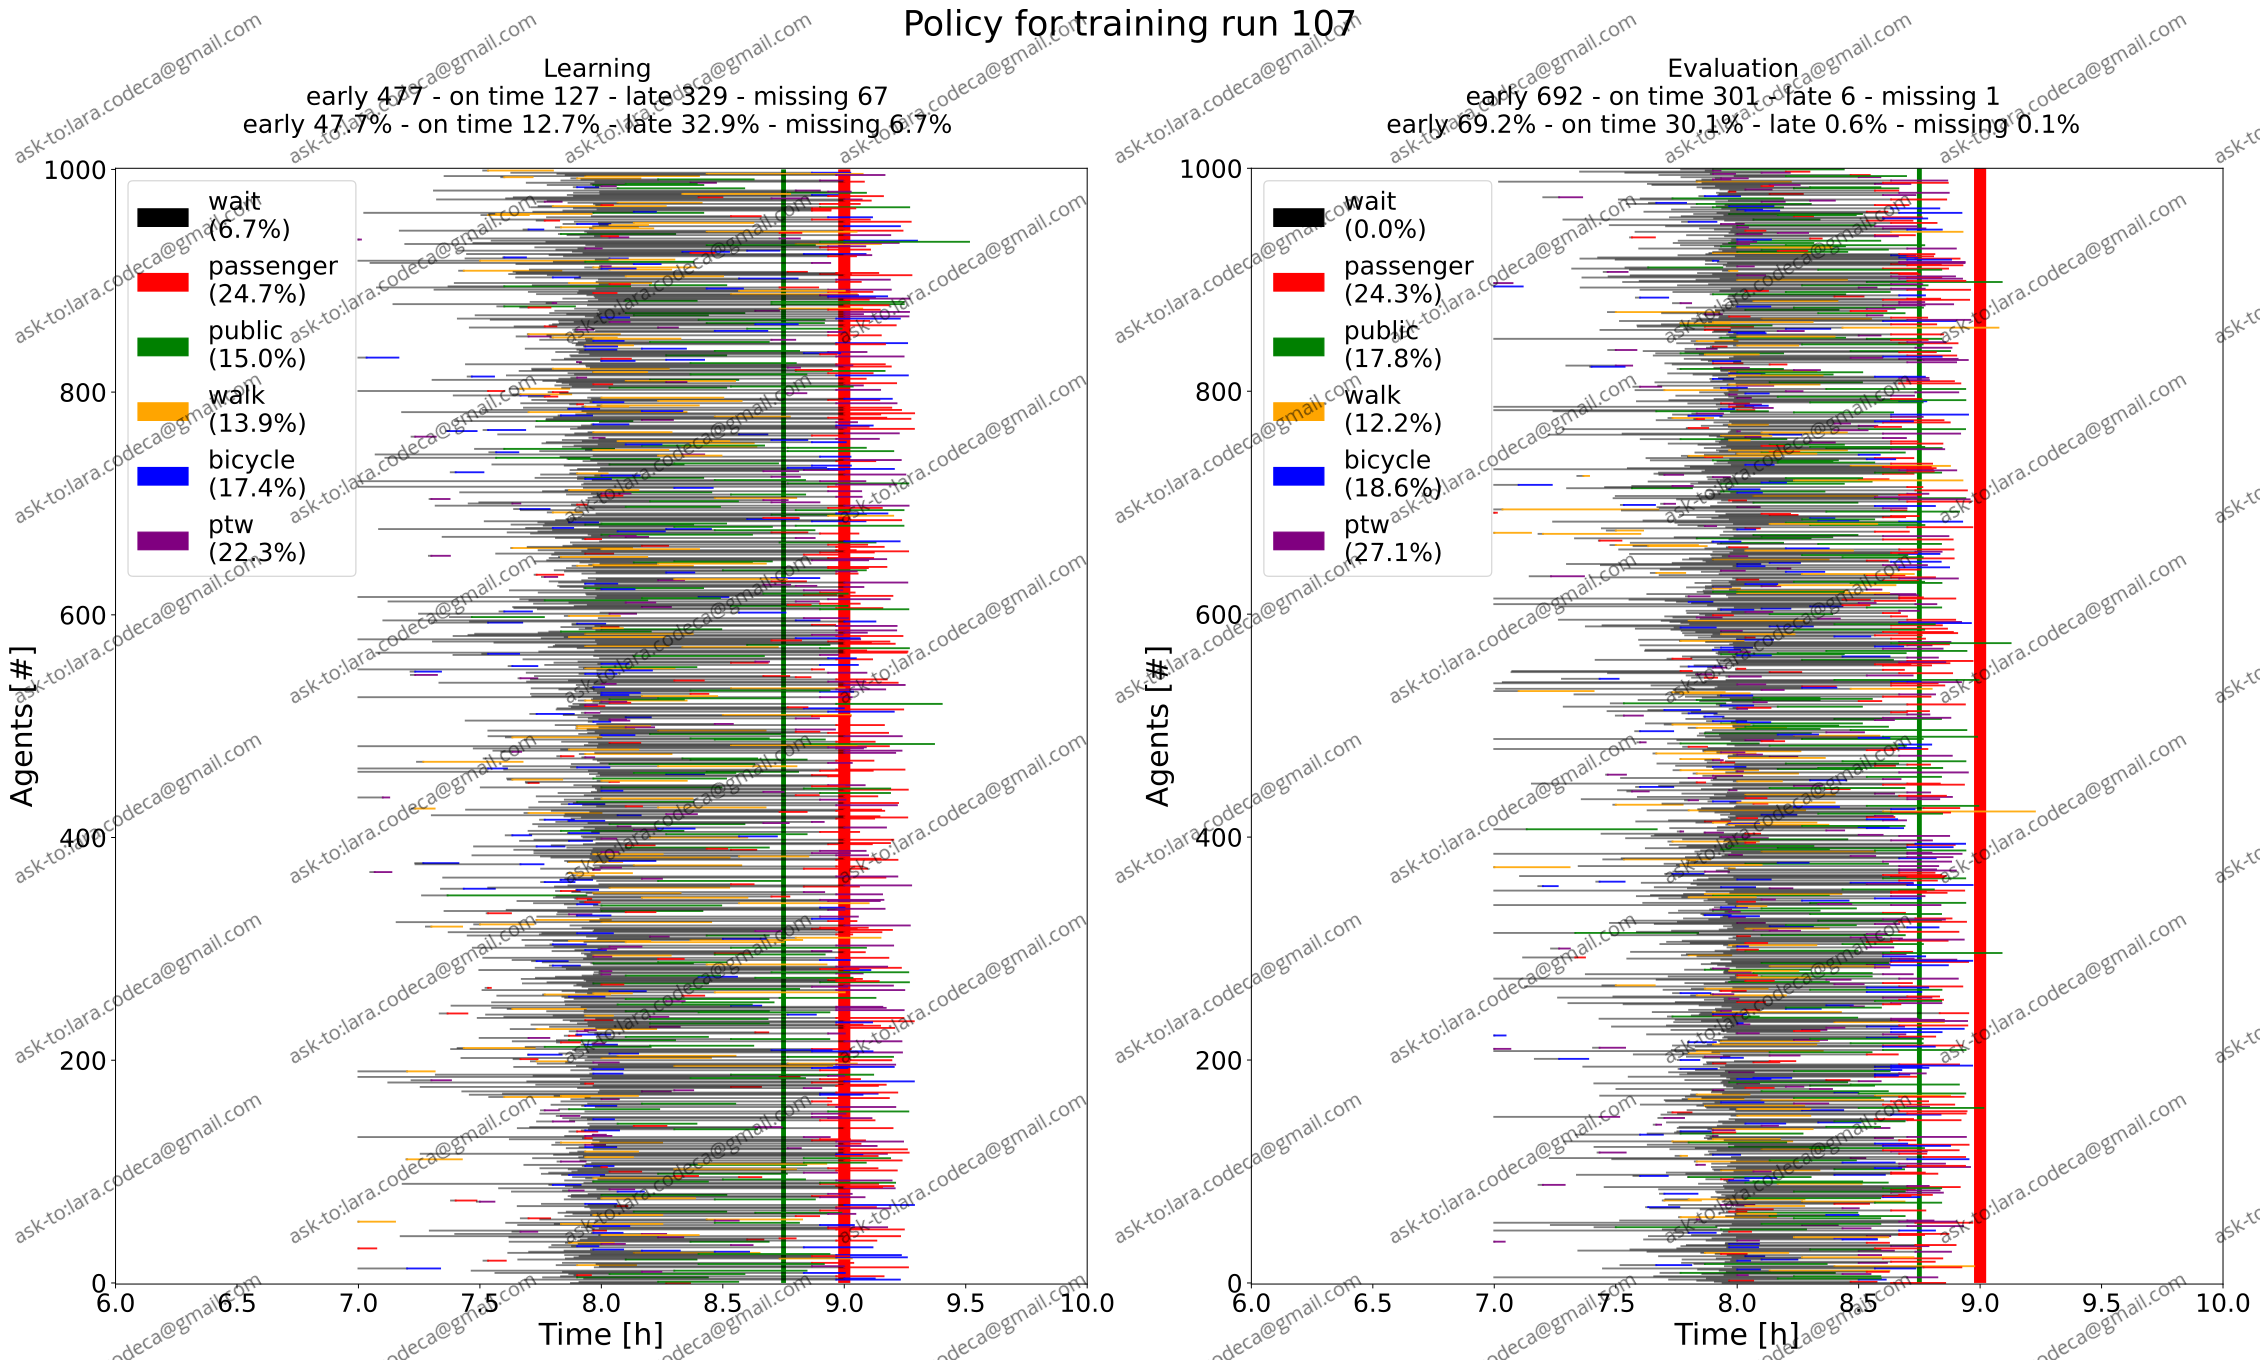 Policy for training run 107
Learning
early 477 - on time 127 - late 329 - missing 67
early 47.7% - on time 12.7% - late 32.9% - missing 6.7%
1000
800
600
400
200
0
Agents [#]
wait
(6.7%)
passenger
(24.7%)
public
(15.0%)
walk
(13.9%)
bicycle
(17.4%)
ptw
(22.3%)
6.0 6.5 7.0 7.5 8.0 8.5 9.0 9.5 10.0
Time [h]
Evaluation
early 692 - on time 301 - late 6 - missing 1
early 69.2% - on time 30.1% - late 0.6% - missing 0.1%
1000
800
600
400
200
0
Agents [#]
wait
(0.0%)
passenger
(24.3%)
public
(17.8%)
walk
(12.2%)
bicycle
(18.6%)
ptw
(27.1%)
6.0 6.5 7.0 7.5 8.0 8.5 9.0 9.5 10.0
Time [h]
ask-to:lara.codeca@gmail.com